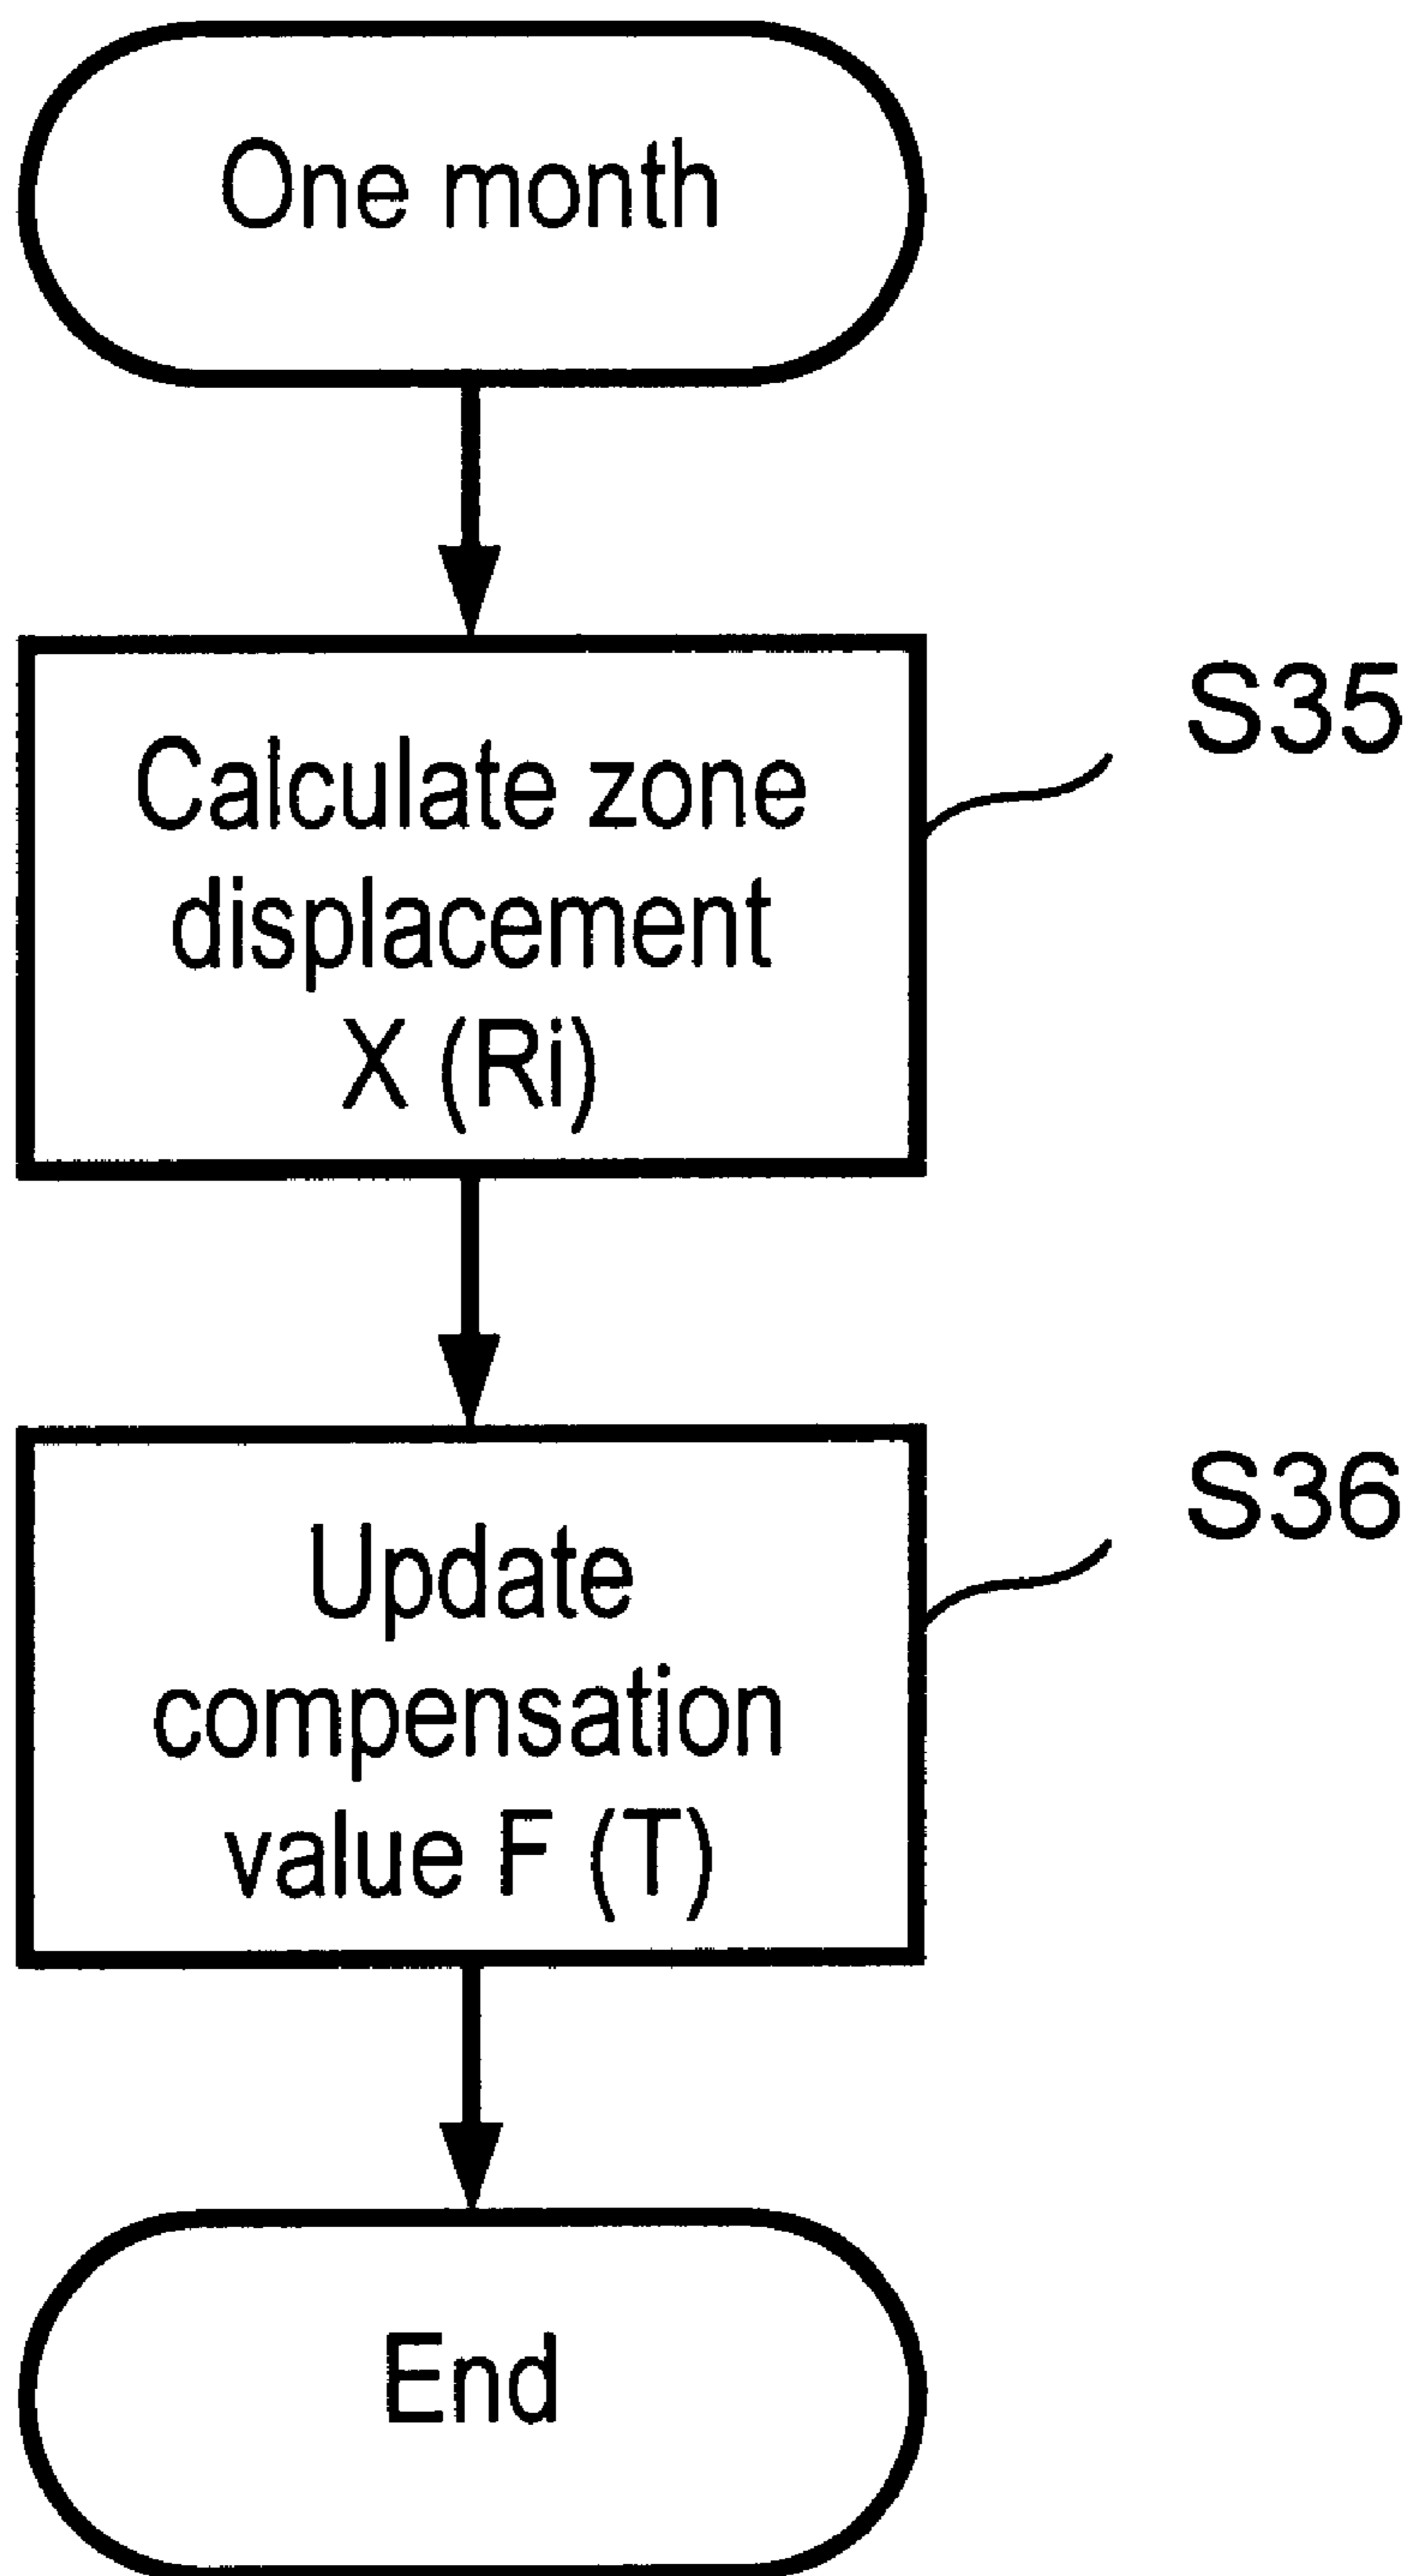 One month
S35
Calculate zone
displacement
X (Ri)
S36
Update
compensation
value F (T)
End